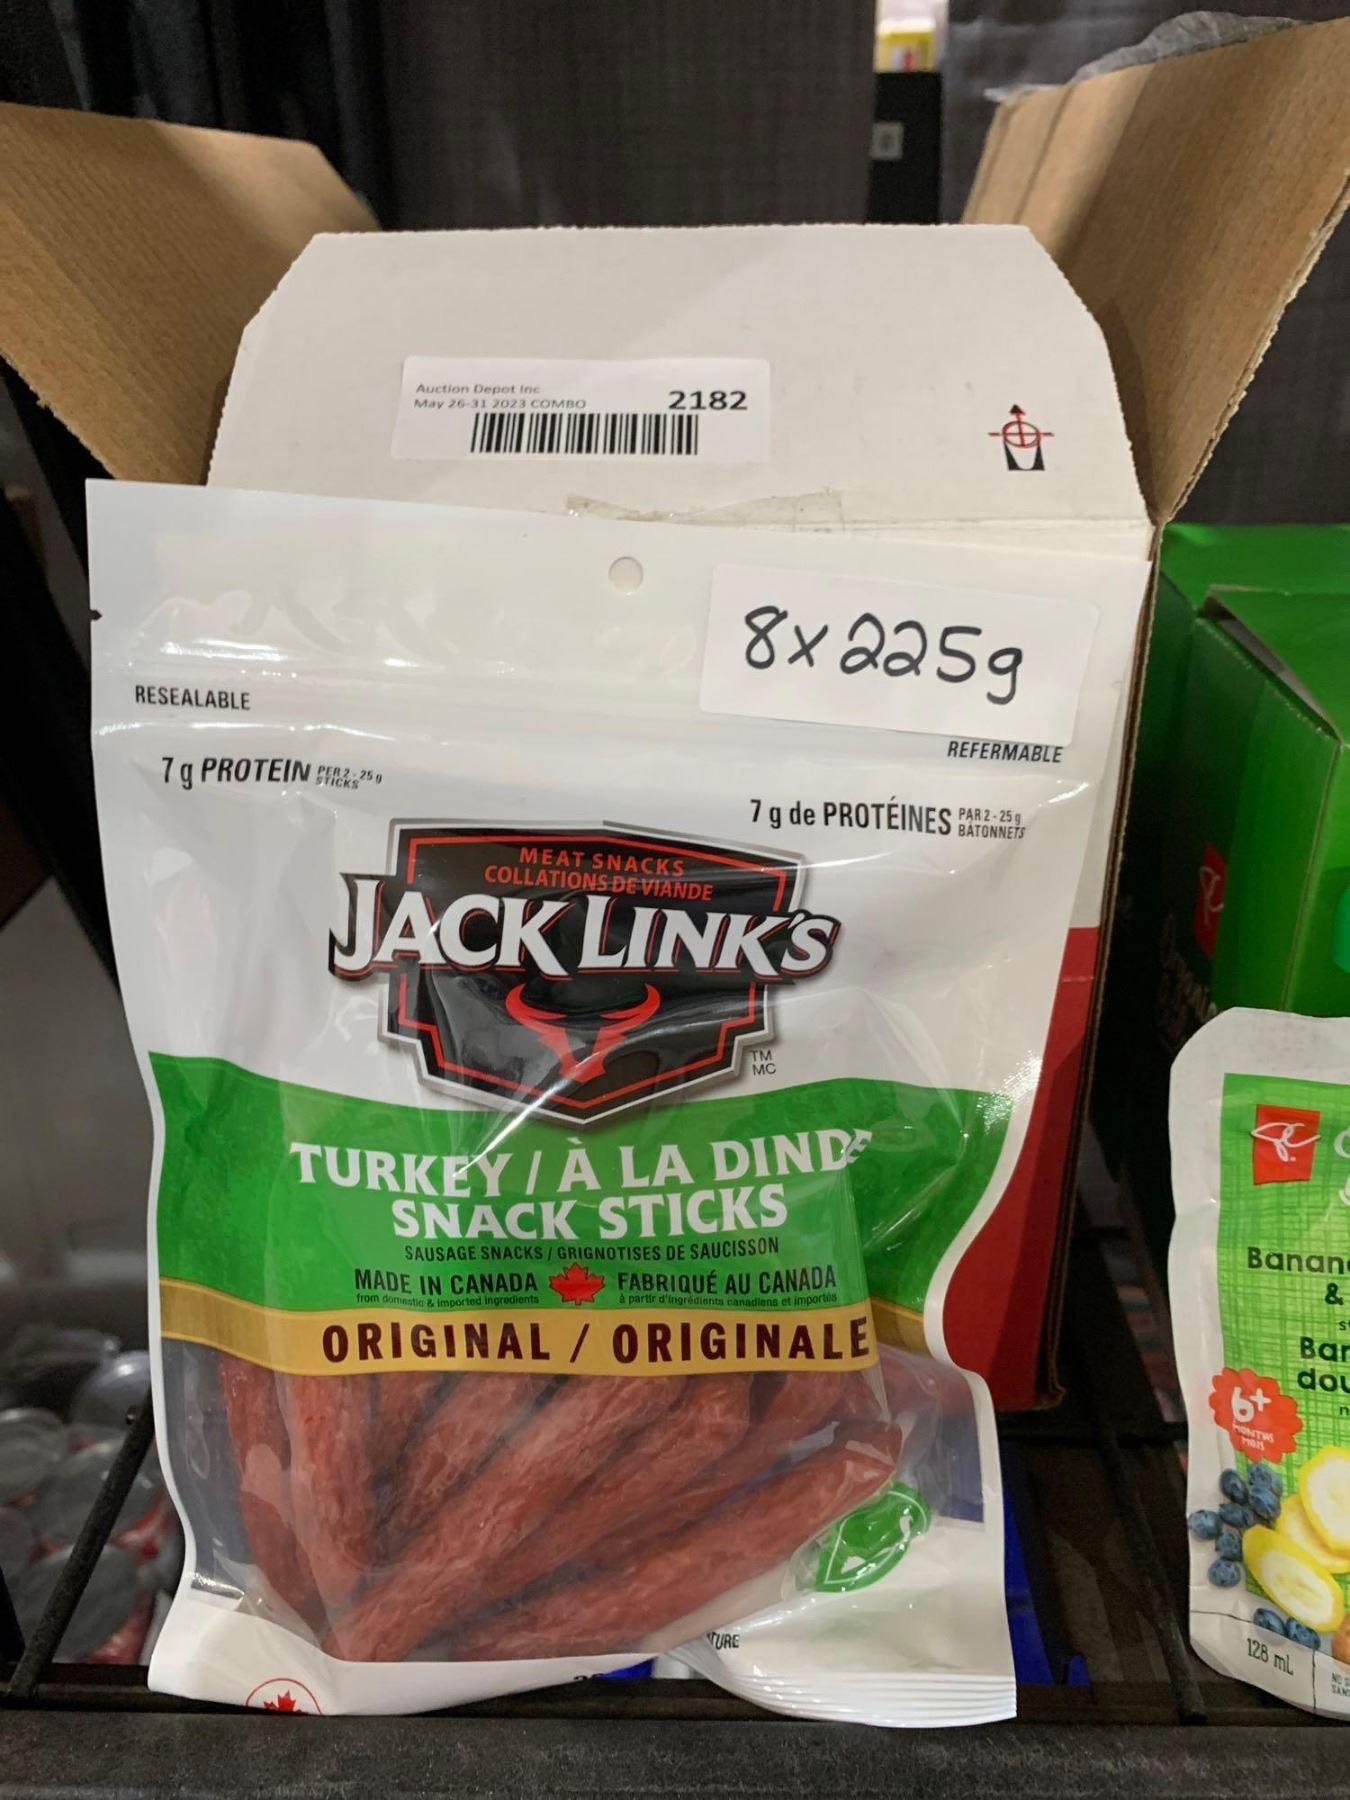 Auction Depot Inc
May 26-31 2023 COMBO
2182
8x225g
RESEALABLE
REFERMABLE
7 g PROTEIN PER 2 - 25 g STICKS
7 g de PROTÉINES PAR 2 - 25 g BÂTONNETS
MEAT SNACKS
COLLATIONS DE VIANDE
JACK LINK'S
TM
MC
TURKEY / À LA DINDE
SNACK STICKS
SAUSAGE SNACKS / GRIGNOTISES DE SAUCISSON
MADE IN CANADA
from domestic & imported ingredients
FABRIQUÉ AU CANADA
à partir d'ingrédients canadiens et importés
ORIGINAL / ORIGINALE
Banan
&
Bar
dou
6+
MONTHS
MOIS
128 mL